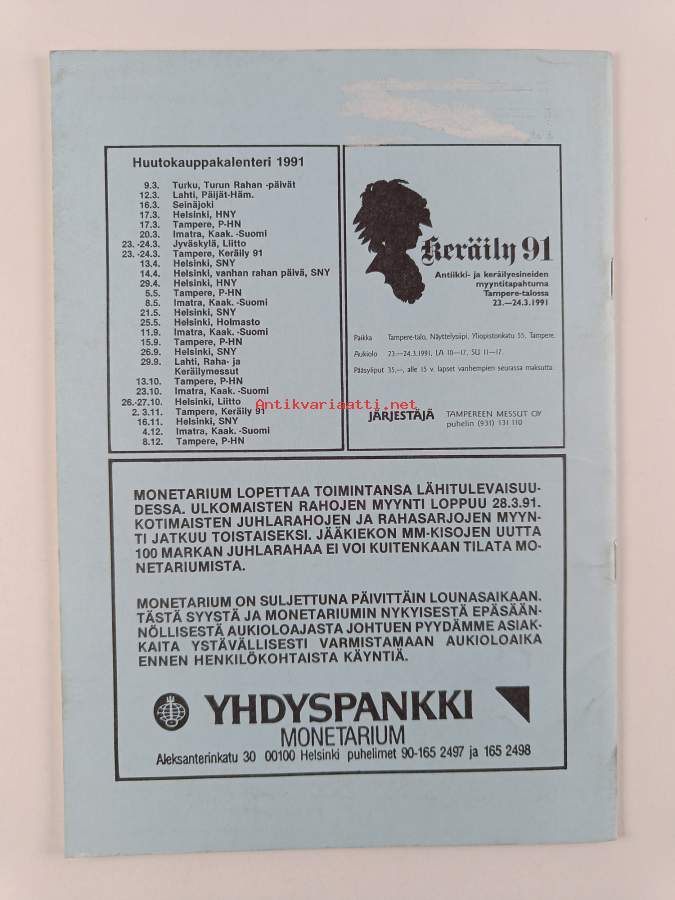 Huutokauppakalenteri 1991
9.3. Turku, Turun Rahan -päivät
12.3. Lahti, Päijät-Häm.
16.3. Seinäjoki
17.3. Helsinki, HNY
17.3. Tampere, P-HN
20.3. Imatra, Kaak. -Suomi
23. -24.3. Jyväskylä, Liitto
23. -24.3. Tampere, Keräily 91
13.4. Helsinki, SNY
14.4. Helsinki, vanhan rahan päivä, SNY
29.4. Helsinki, HNY
5.5. Tampere, P-HN
8.5. Imatra, Kaak. -Suomi
21.5. Helsinki, SNY
25.5. Helsinki, Holmasto
11.9. Imatra, Kaak. -Suomi
15.9. Tampere, P-HN
26.9. Helsinki, SNY
29.9. Lahti, Raha- ja
Keräilymessut
13.10. Tampere, P-HN
23.10. Imatra, Kaak. -Suomi
26.-27.10. Helsinki, Liitto
2. 3.11. Tampere, Keräily 91
16.11. Helsinki, SNY
4.12. Imatra, Kaak. -Suomi
8.12. Tampere, P-HN
Keräily 91
Antiikki- ja keräilyesineiden
myyntitapahtuma
Tampere-talossa
23.—24.3.1991
Paikka Tampere-talo, Näyttelysiipi, Yliopistonkatu 55, Tampere.
Aukiolo 23.—24.3.1991, LA 10—17, SU 11—17
Pääsyliput 35,—, alle 15 v. lapset vanhempien seurassa maksutta
JÄRJESTÄJÄ TAMPEREEN MESSUT OY
puhelin (931) 131 110
Antikvariaatti.net
MONETARIUM LOPETTAA TOIMINTANSA LÄHITULEVAISUU-
DESSA. ULKOMAISTEN RAHOJEN MYYNTI LOPPUU 28.3.91.
KOTIMAISTEN JUHLARAHOJEN JA RAHASARJOJEN MYYN-
TI JATKUU TOISTAISEKSI. JÄÄKIEKON MM-KISOJEN UUTTA
100 MARKAN JUHLARAHAA EI VOI KUITENKAAN TILATA MO-
NETARIUMISTA.
MONETARIUM ON SULJETTUNA PÄIVITTÄIN LOUNASAIKAAN.
TÄSTÄ SYYSTÄ JA MONETARIUMIN NYKYISESTÄ EPÄSÄÄN-
NÖLLISESTÄ AUKIOLOAJASTA JOHTUEN PYYDÄMME ASIAK-
KAITA YSTÄVÄLLISESTI VARMISTAMAAN AUKIOLOAIKA
ENNEN HENKILÖKOHTAISTA KÄYNTIÄ.
YHDYSPANKKI
MONETARIUM
Aleksanterinkatu 30 00100 Helsinki puhelimet 90-165 2497 ja 165 2498